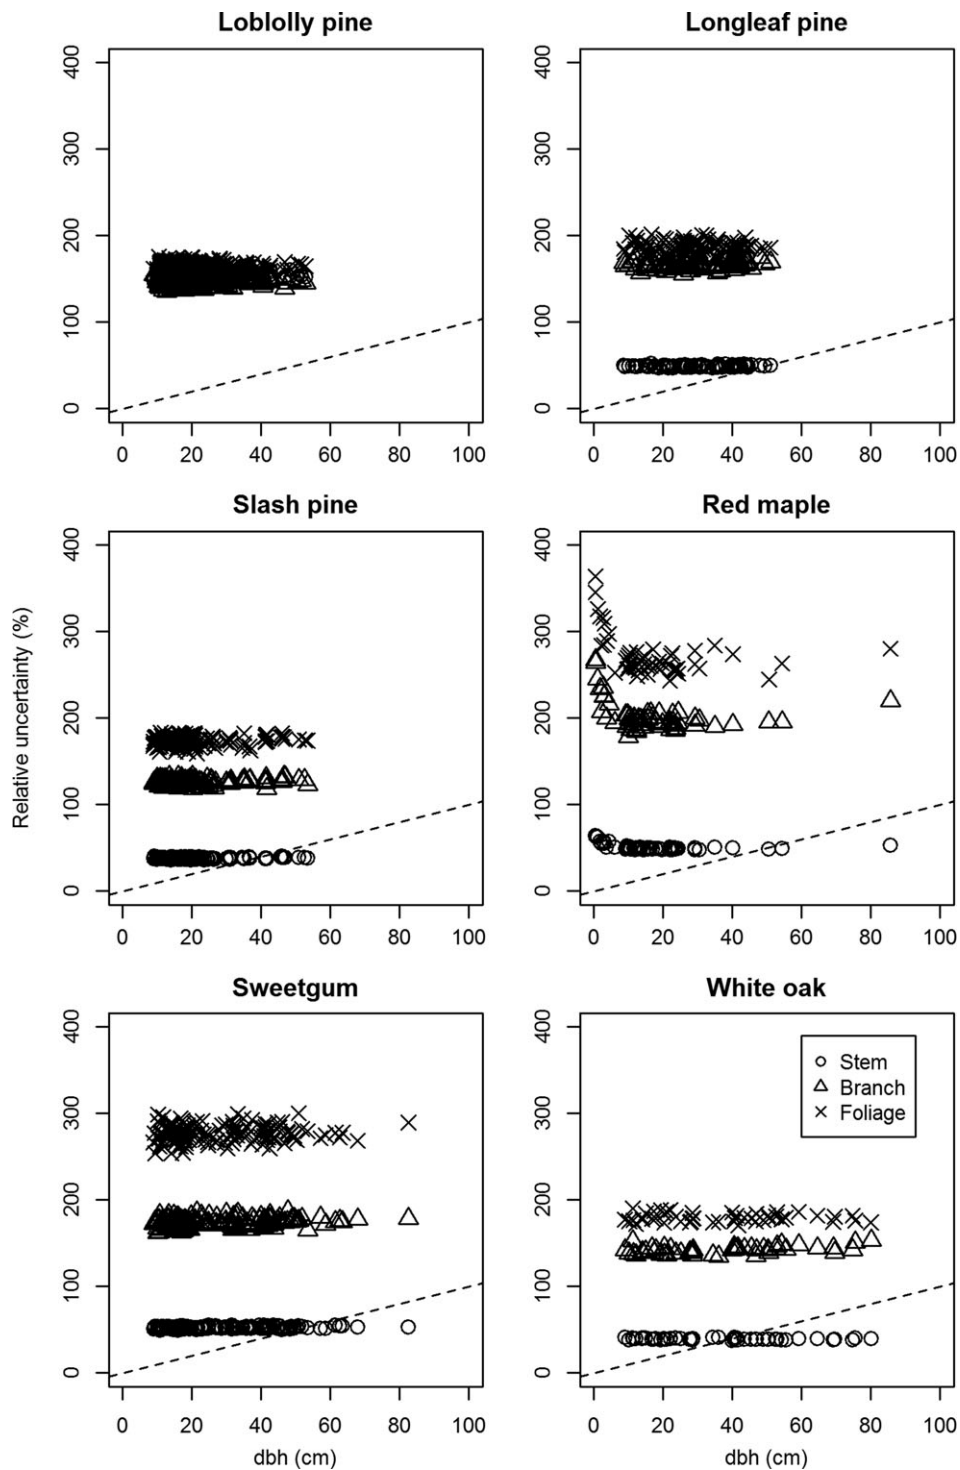 Loblolly pine
Longleaf pine
400
300
200
100
0
0 20 40 60 80 100
400
300
200
100
0
0 20 40 60 80 100
Slash pine
Red maple
Relative uncertainty (%)
400
300
200
100
0
0 20 40 60 80 100
400
300
200
100
0
0 20 40 60 80 100
Sweetgum
White oak
400
300
200
100
0
0 20 40 60 80 100
dbh (cm)
400
300
200
100
0
Stem
Branch
Foliage
0 20 40 60 80 100
dbh (cm)